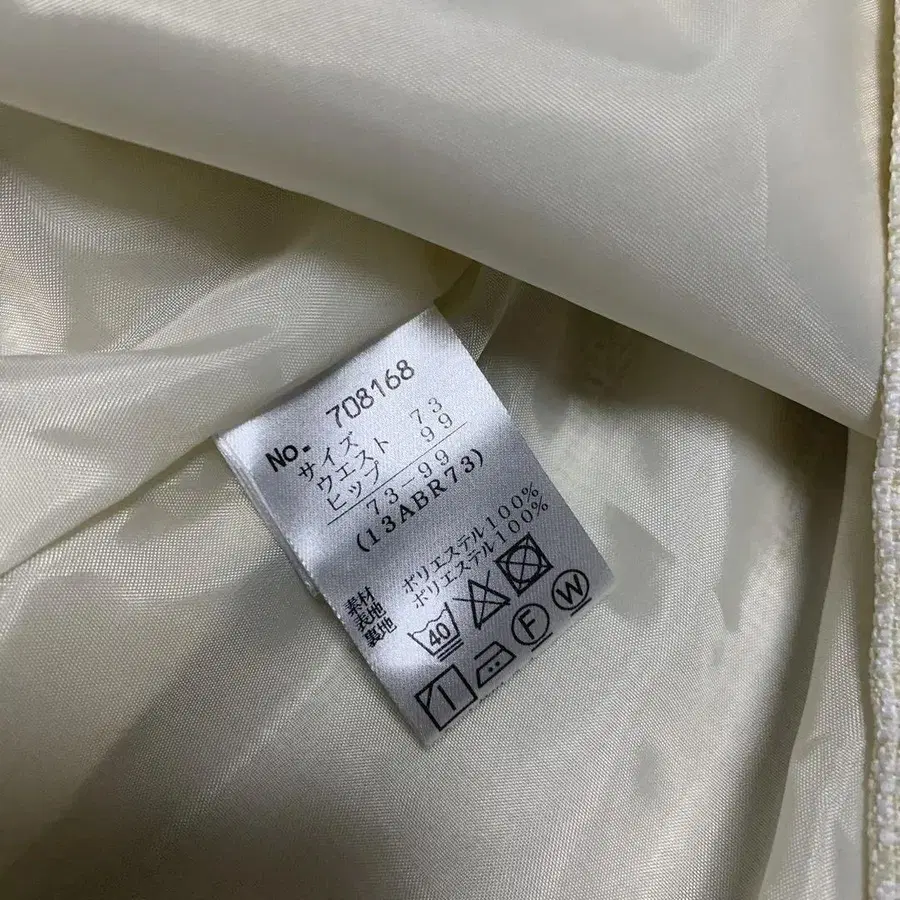 No. 708168
サイズ
ウエスト 73
ヒップ 99
73-99
(13ABR73)
素材
表地 ポリエステル100%
裏地 ポリエステル100%
40
F W